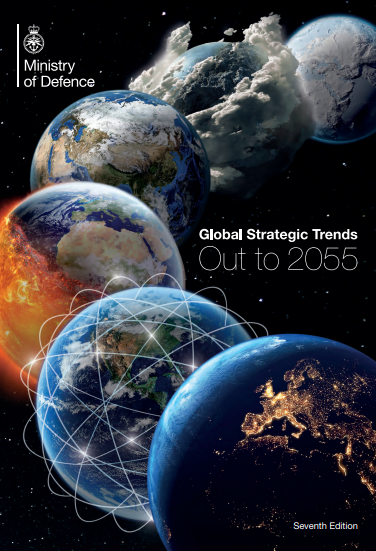 Ministry
of Defence
Global Strategic Trends
Out to 2055
Seventh Edition